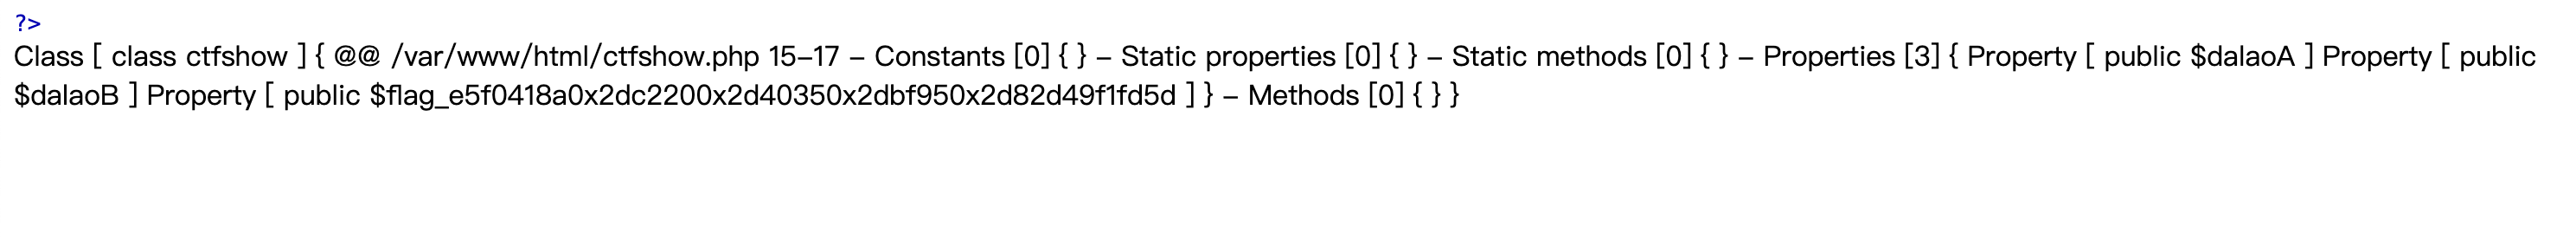 ?>
Class [ class ctfshow ] { @@ /var/www/html/ctfshow.php 15-17 - Constants [0] { } - Static properties [0] { } - Static methods [0] { } - Properties [3] { Property [ public $dalaoA ] Property [ public
$dalaoB ] Property [ public $flag_e5f0418a0x2dc2200x2d40350x2dbf950x2d82d49f1fd5d ] } - Methods [0] { } }